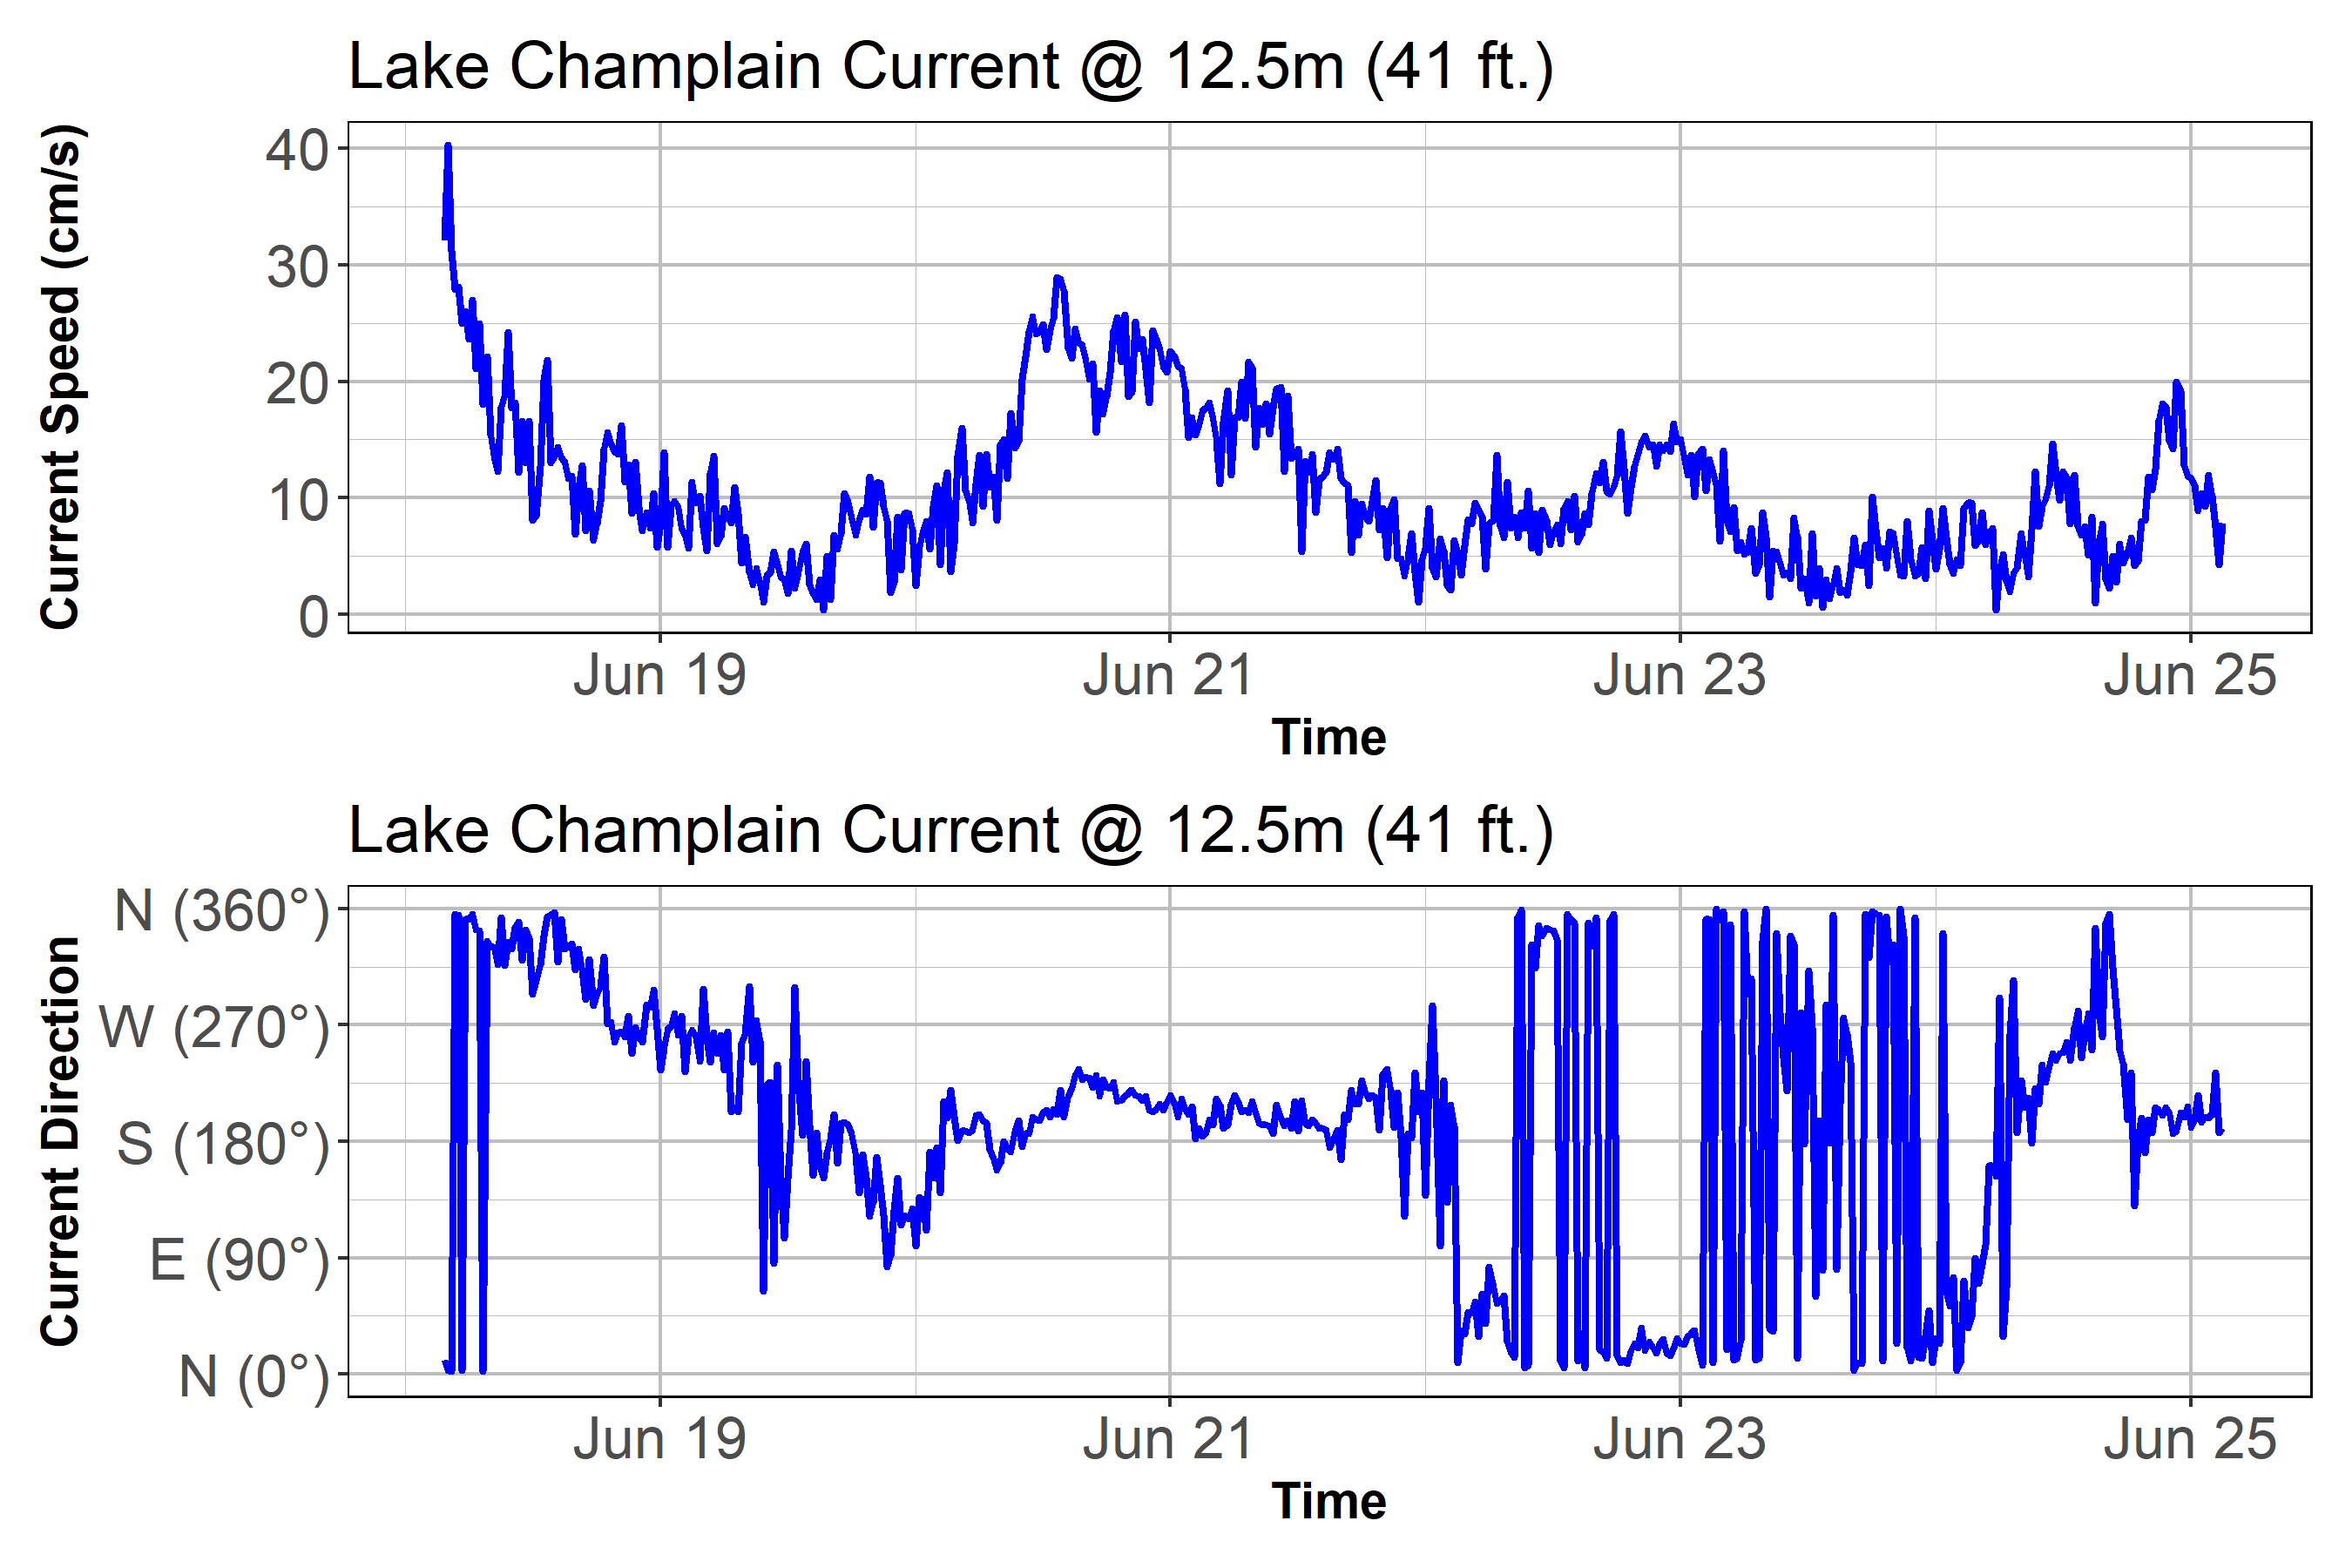 Lake Champlain Current @ 12.5m (41 ft.)
Current Speed (cm/s)
40
30
20
10
0
Jun 19 Jun 21 Jun 23 Jun 25
Time
Lake Champlain Current @ 12.5m (41 ft.)
Current Direction
N (360°)
W (270°)
S (180°)
E (90°)
N (0°)
Jun 19 Jun 21 Jun 23 Jun 25
Time